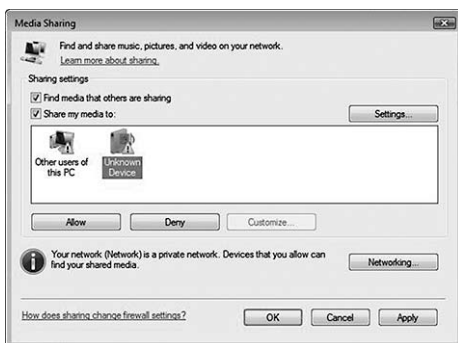 Media Sharing
Find and share music, pictures, and video on your network.
Learn more about sharing.
Sharing settings
Find media that others are sharing
Share my media to:
Settings...
Other users of
this PC
Unknown
Device
Allow
Deny
Customize...
Your network (Network) is a private network. Devices that you allow can
find your shared media.
Networking...
How does sharing change firewall settings?
OK
Cancel
Apply